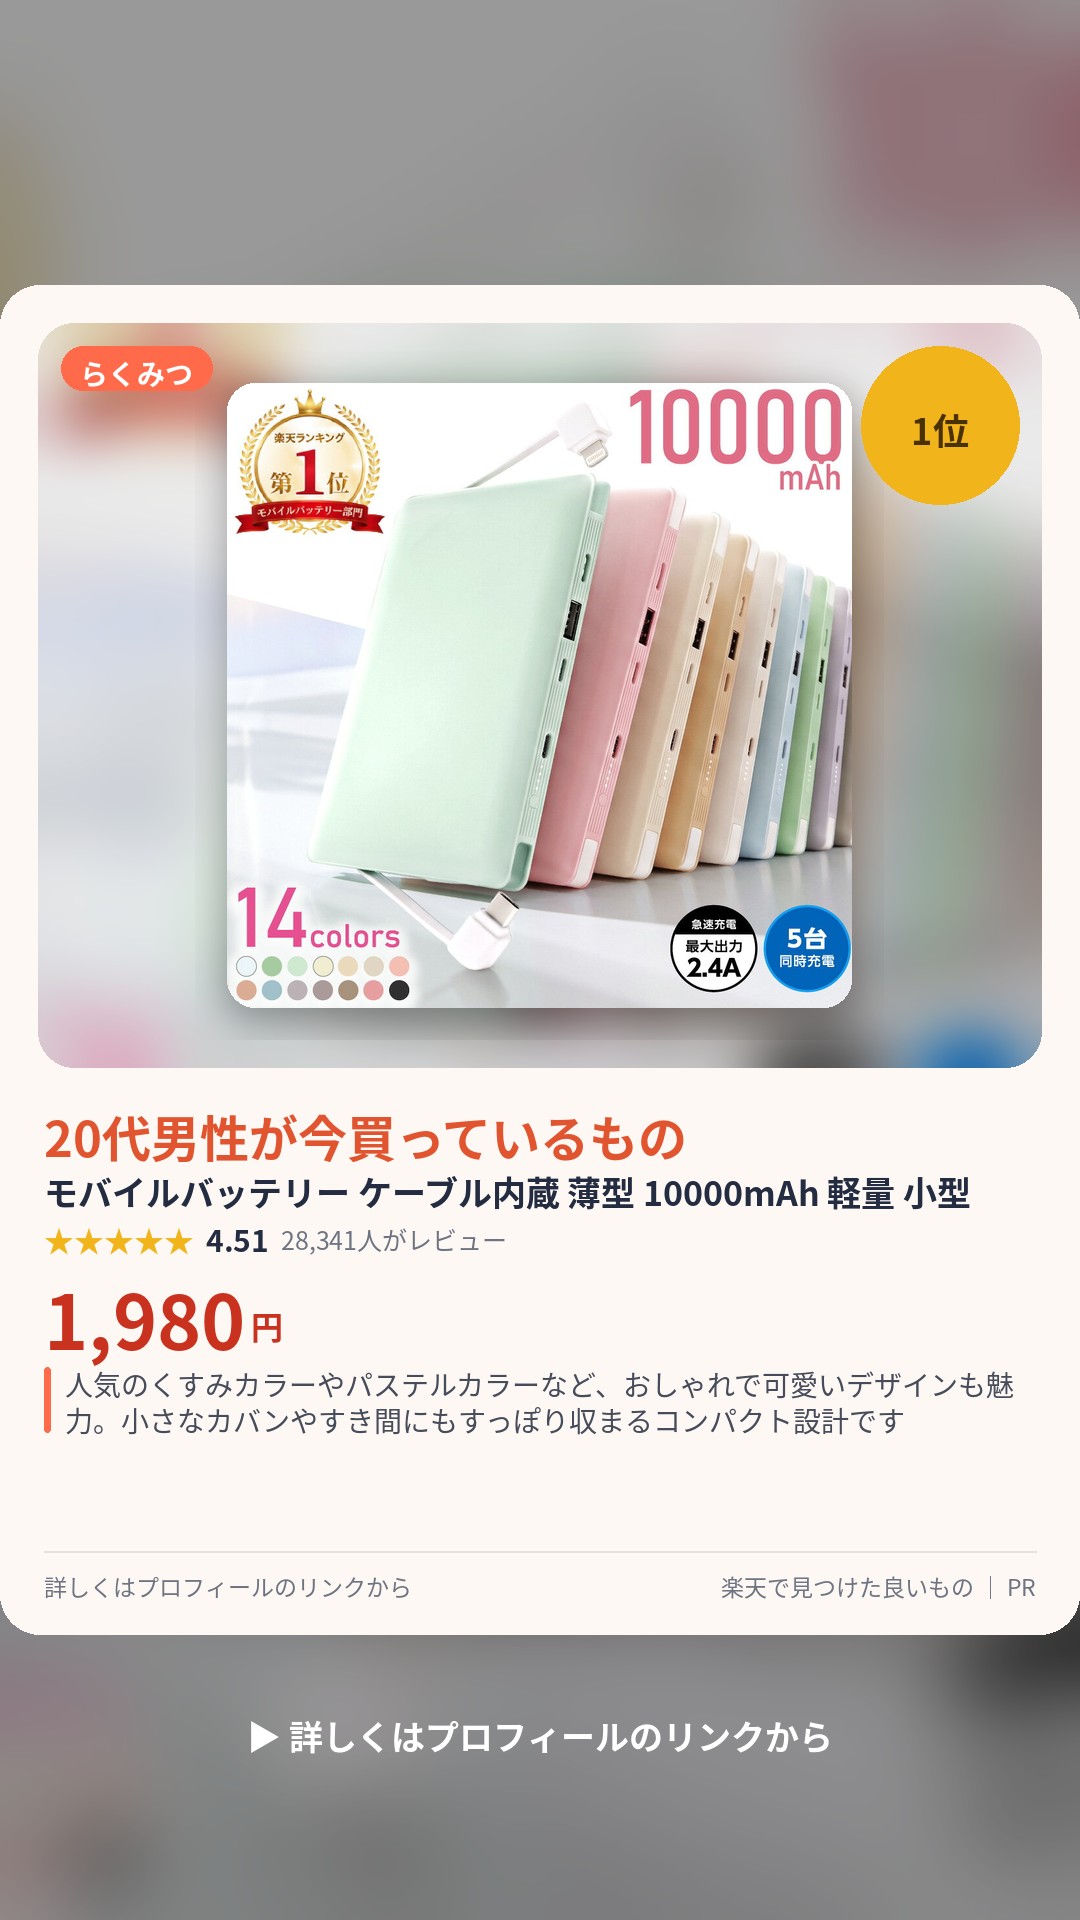 らくみつ
1位
楽天ランキング
第1位
モバイルバッテリー部門
10000
mAh
14colors
急速充電
最大出力
2.4A
5台
同時充電
20代男性が今買っているもの
モバイルバッテリー ケーブル内蔵 薄型 10000mAh 軽量 小型
★★★★★ 4.51 28,341人がレビュー
1,980円
人気のくすみカラーやパステルカラーなど、おしゃれで可愛いデザインも魅
力。小さなカバンやすき間にもすっぽり収まるコンパクト設計です
詳しくはプロフィールのリンクから
楽天で見つけた良いもの｜PR
▶ 詳しくはプロフィールのリンクから